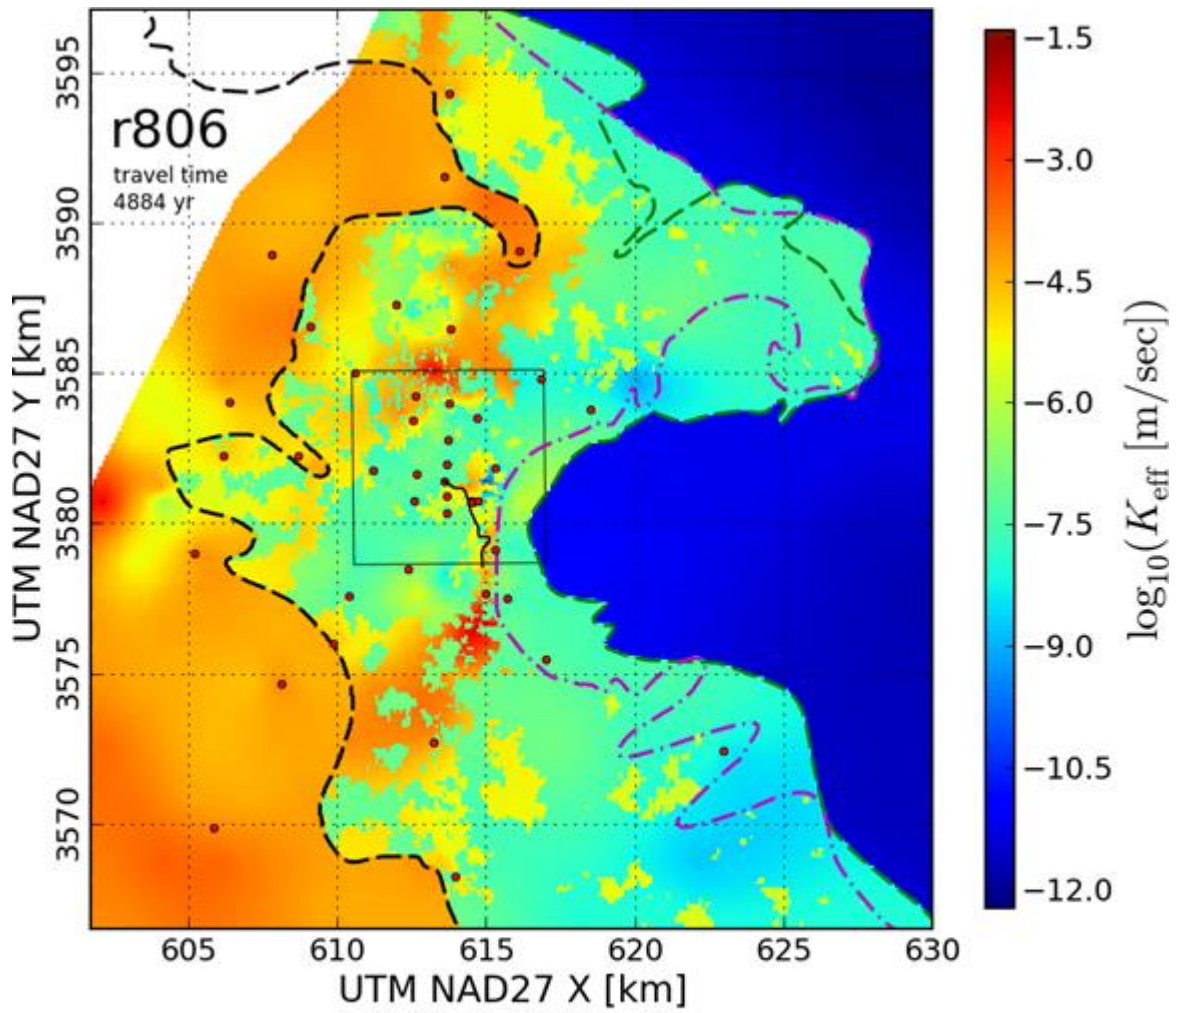 r806
travel time
4884 yr
3595
3590
3585
3580
3575
3570
UTM NAD27 Y [km]
605 610 615 620 625 630
UTM NAD27 X [km]
−1.5
−3.0
−4.5
−6.0
−7.5
−9.0
−10.5
−12.0
log₁₀(K_eff [m/sec])